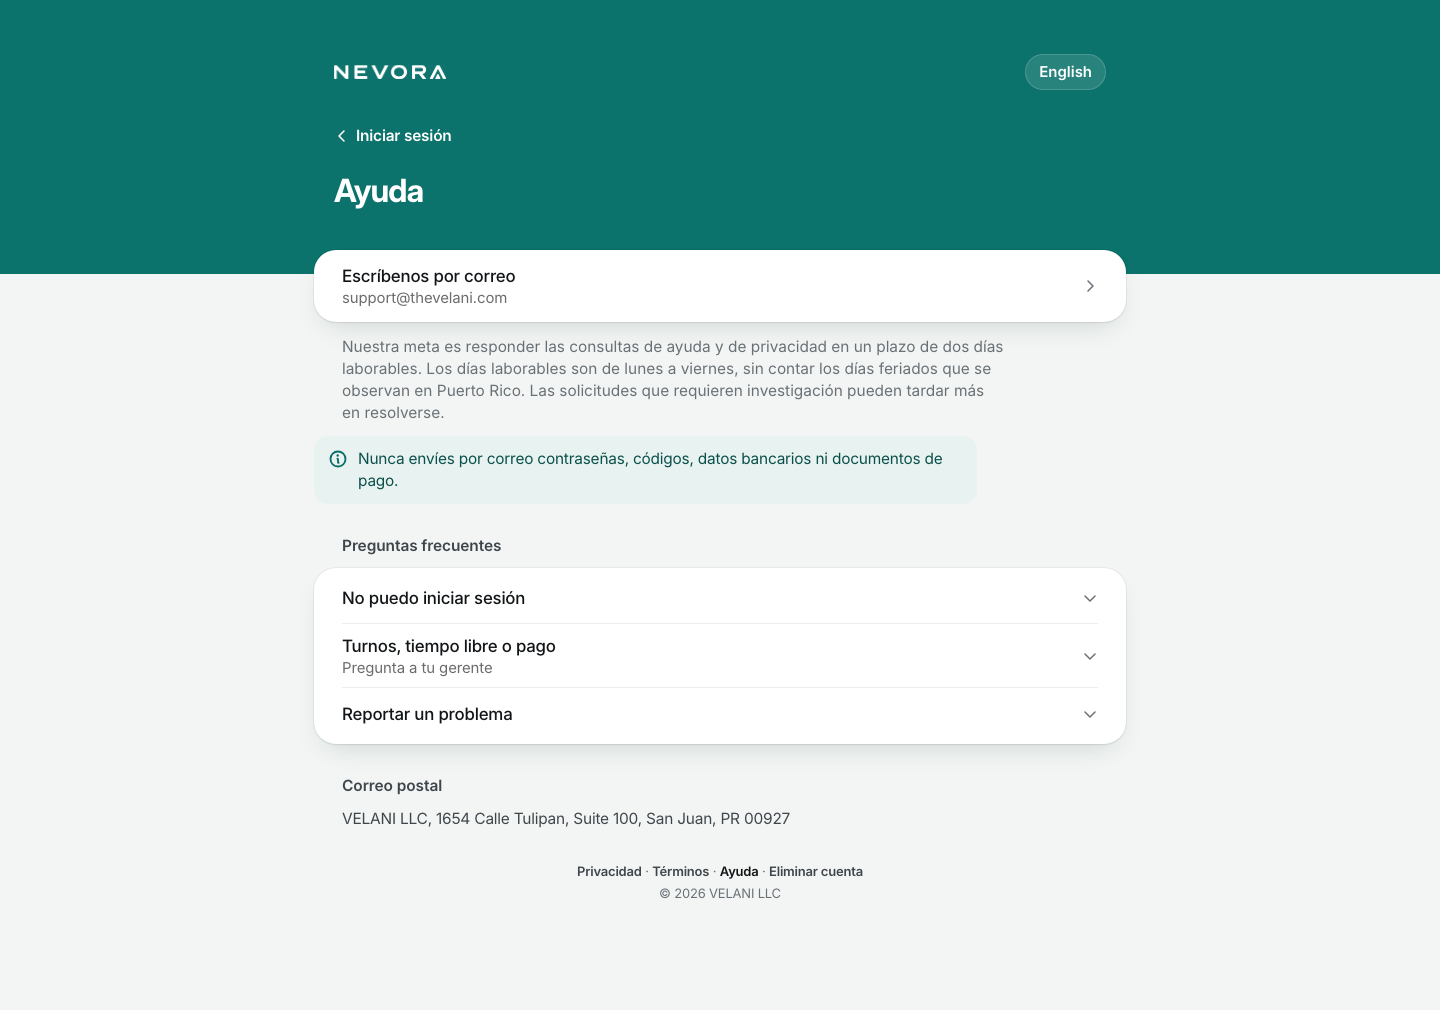 NEVORA
English
Iniciar sesión
Ayuda
Escríbenos por correo
support@thevelani.com
Nuestra meta es responder las consultas de ayuda y de privacidad en un plazo de dos días
laborables. Los días laborables son de lunes a viernes, sin contar los días feriados que se
observan en Puerto Rico. Las solicitudes que requieren investigación pueden tardar más
en resolverse.
Nunca envíes por correo contraseñas, códigos, datos bancarios ni documentos de
pago.
Preguntas frecuentes
No puedo iniciar sesión
Turnos, tiempo libre o pago
Pregunta a tu gerente
Reportar un problema
Correo postal
VELANI LLC, 1654 Calle Tulipan, Suite 100, San Juan, PR 00927
Privacidad · Términos · Ayuda · Eliminar cuenta
© 2026 VELANI LLC